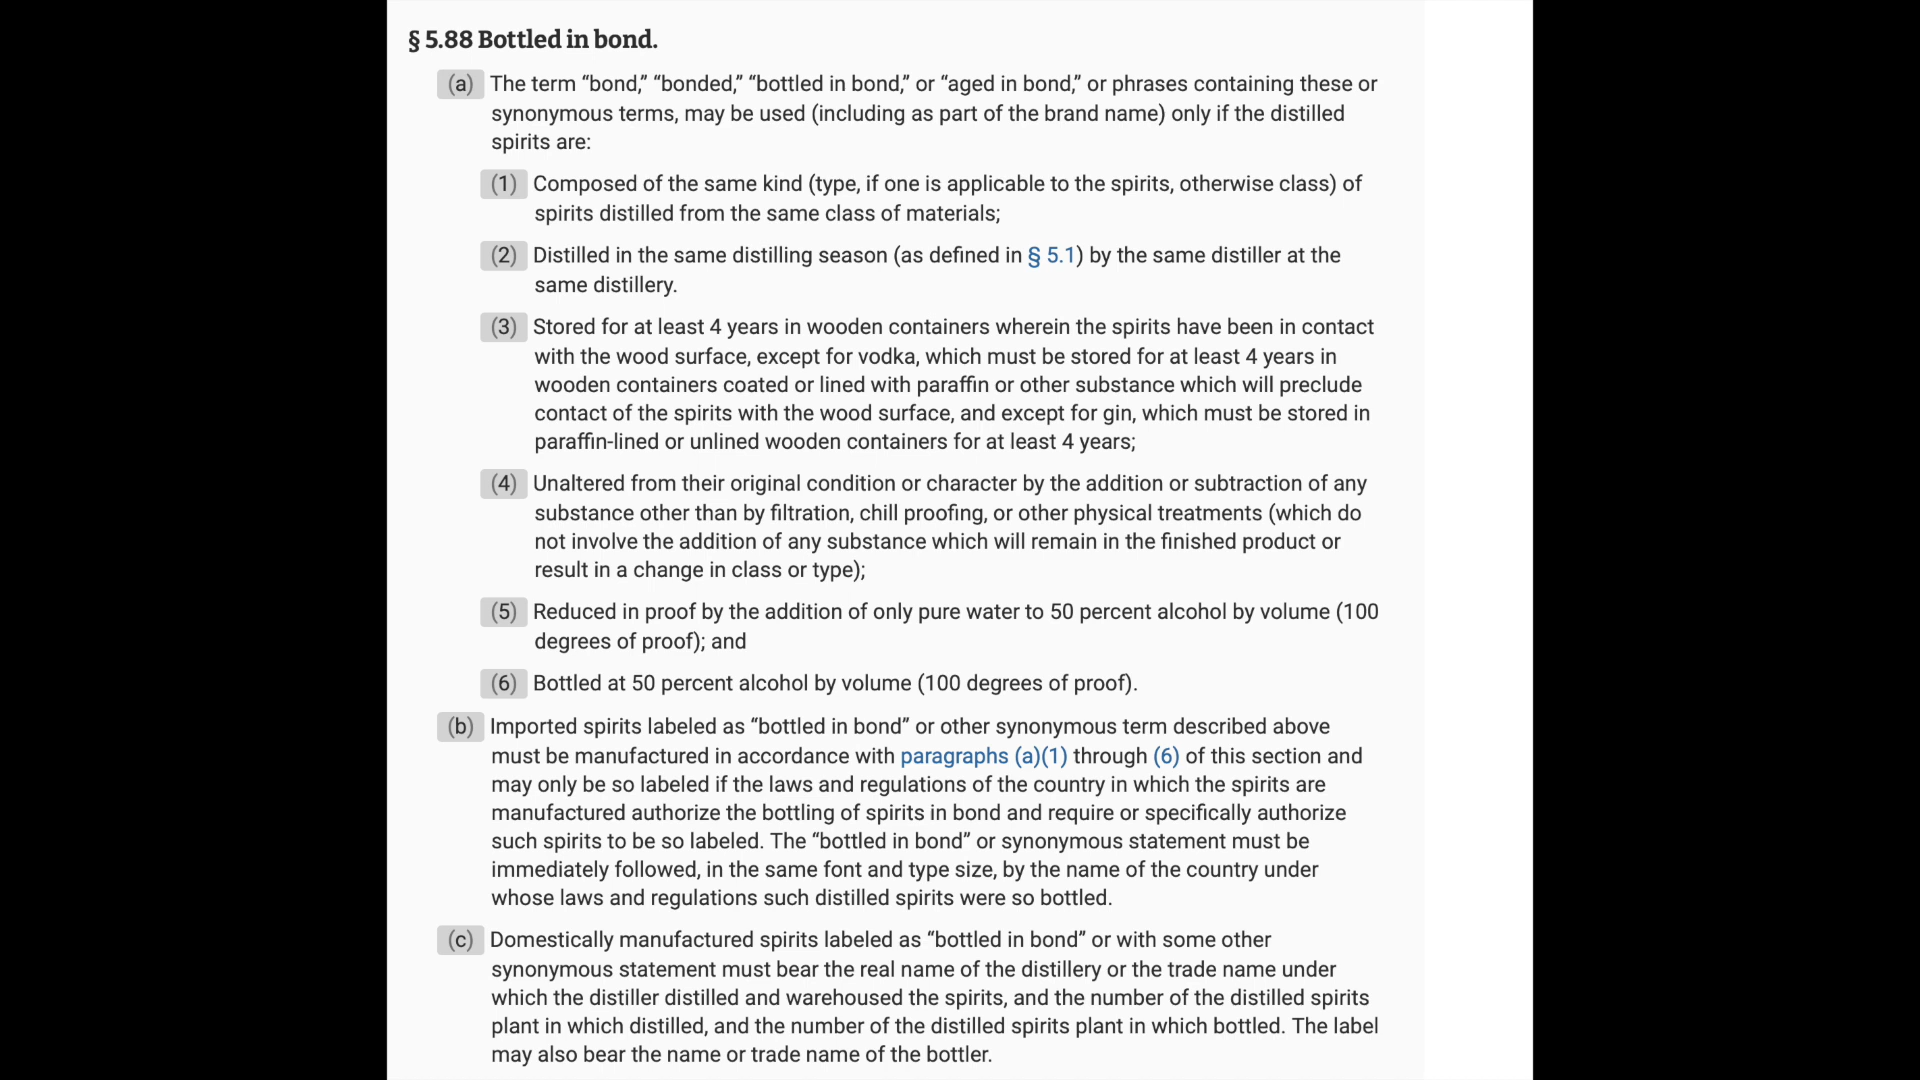 § 5.88 Bottled in bond.
(a) The term “bond,” “bonded,” “bottled in bond,” or “aged in bond,” or phrases containing these or
synonymous terms, may be used (including as part of the brand name) only if the distilled
spirits are:
(1) Composed of the same kind (type, if one is applicable to the spirits, otherwise class) of
spirits distilled from the same class of materials;
(2) Distilled in the same distilling season (as defined in § 5.1) by the same distiller at the
same distillery.
(3) Stored for at least 4 years in wooden containers wherein the spirits have been in contact
with the wood surface, except for vodka, which must be stored for at least 4 years in
wooden containers coated or lined with paraffin or other substance which will preclude
contact of the spirits with the wood surface, and except for gin, which must be stored in
paraffin-lined or unlined wooden containers for at least 4 years;
(4) Unaltered from their original condition or character by the addition or subtraction of any
substance other than by filtration, chill proofing, or other physical treatments (which do
not involve the addition of any substance which will remain in the finished product or
result in a change in class or type);
(5) Reduced in proof by the addition of only pure water to 50 percent alcohol by volume (100
degrees of proof); and
(6) Bottled at 50 percent alcohol by volume (100 degrees of proof).
(b) Imported spirits labeled as “bottled in bond” or other synonymous term described above
must be manufactured in accordance with paragraphs (a)(1) through (6) of this section and
may only be so labeled if the laws and regulations of the country in which the spirits are
manufactured authorize the bottling of spirits in bond and require or specifically authorize
such spirits to be so labeled. The “bottled in bond” or synonymous statement must be
immediately followed, in the same font and type size, by the name of the country under
whose laws and regulations such distilled spirits were so bottled.
(c) Domestically manufactured spirits labeled as “bottled in bond” or with some other
synonymous statement must bear the real name of the distillery or the trade name under
which the distiller distilled and warehoused the spirits, and the number of the distilled spirits
plant in which distilled, and the number of the distilled spirits plant in which bottled. The label
may also bear the name or trade name of the bottler.